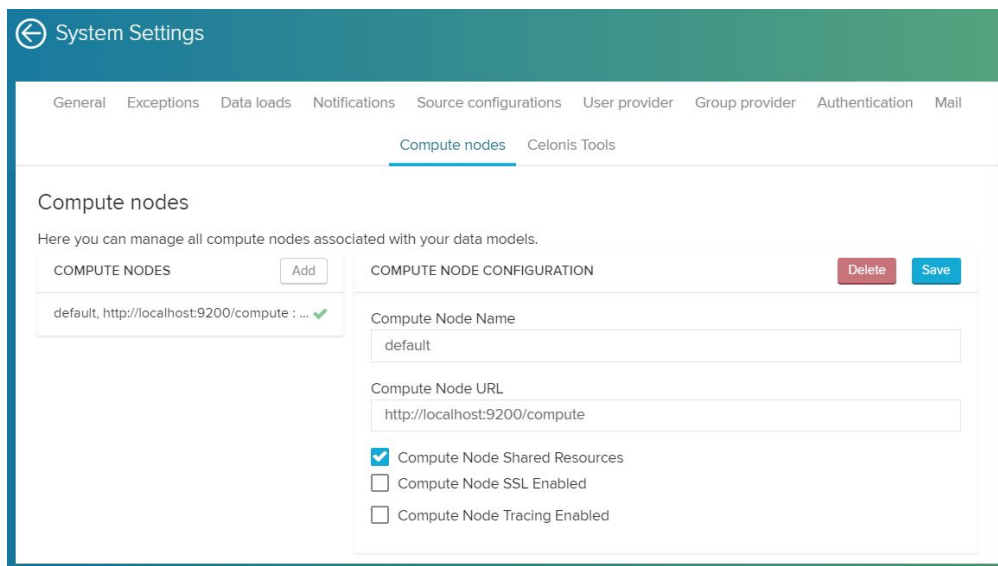 System Settings
General Exceptions Data loads Notifications Source configurations User provider Group provider Authentication Mail
Compute nodes Celonis Tools
Compute nodes
Here you can manage all compute nodes associated with your data models.
COMPUTE NODES Add
default, http://localhost:9200/compute : ...
COMPUTE NODE CONFIGURATION Delete Save
Compute Node Name
default
Compute Node URL
http://localhost:9200/compute
Compute Node Shared Resources
Compute Node SSL Enabled
Compute Node Tracing Enabled